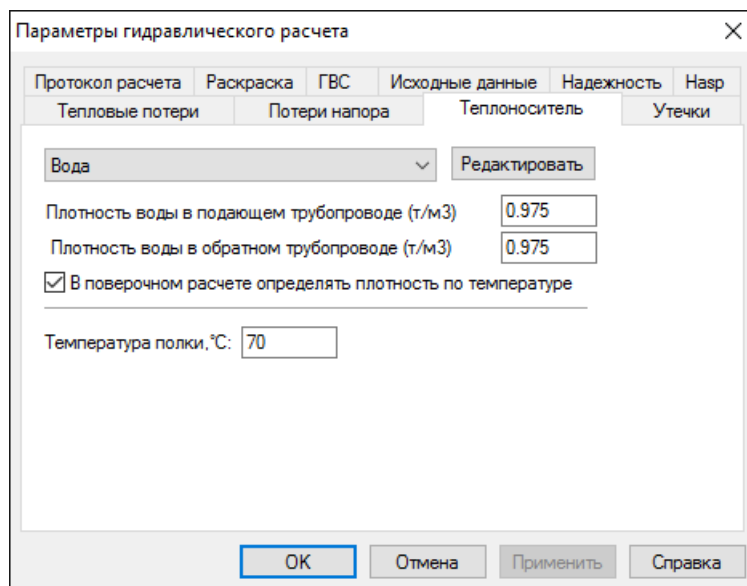 Параметры гидравлического расчета
Протокол расчета Раскраска ГВС Исходные данные Надежность Hasp
Тепловые потери Потери напора Теплоноситель Утечки
Вода Редактировать
Плотность воды в подающем трубопроводе (т/м3) 0.975
Плотность воды в обратном трубопроводе (т/м3) 0.975
В поверочном расчете определять плотность по температуре
Температура полки,°С: 70
OK Отмена Применить Справка